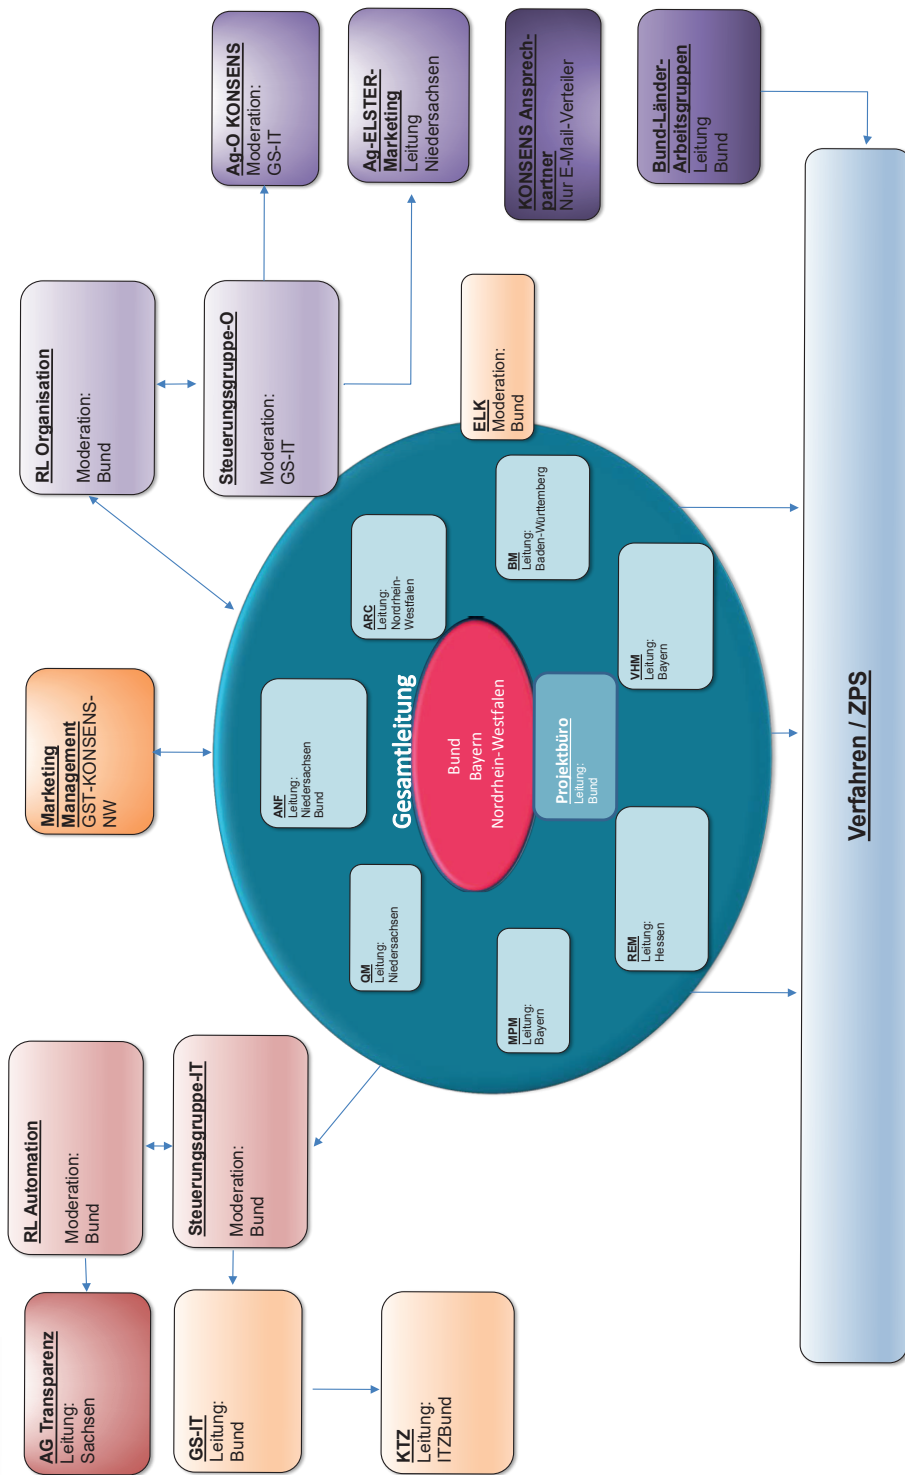 AG Transparenz
Leitung:
Sachsen
RL Automation
Moderation:
Bund
Marketing
Management
GST-KONSENS-
NW
RL Organisation
Moderation:
Bund
GS-IT
Leitung:
Bund
Steuerungsgruppe-IT
Moderation:
Bund
Steuerungsgruppe-O
Moderation:
GS-IT
Ag-O KONSENS
Moderation:
GS-IT
KTZ
Leitung:
ITZBund
Ag-ELSTER-
Marketing
Leitung
Niedersachsen
ANF
Leitung:
Niedersachsen
Bund
QM
Leitung:
Niedersachsen
ARC
Leitung:
Nordrhein-
Westfalen
Gesamtleitung
Bund
Bayern
Nordrhein-Westfalen
ELK
Moderation:
Bund
KONSENS Ansprech-
partner
Nur E-Mail-Verteiler
MPM
Leitung:
Bayern
BM
Leitung:
Baden-Württemberg
Projektbüro
Leitung:
Bund
REM
Leitung:
Hessen
VHM
Leitung:
Bayern
Bund-Länder-
Arbeitsgruppen
Leitung
Bund
Verfahren / ZPS